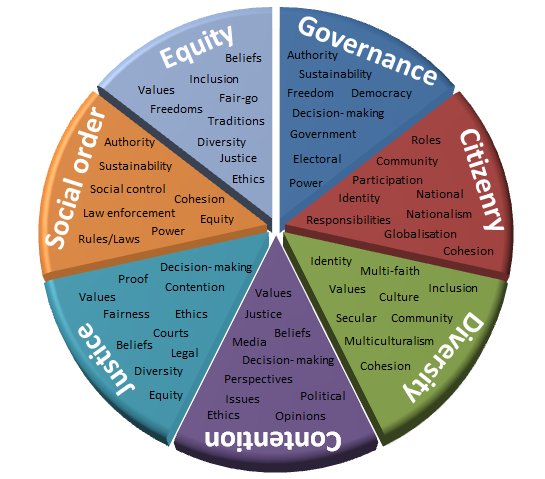 Equity
Beliefs
Inclusion
Values
Fair-go
Freedoms
Traditions
Diversity
Justice
Ethics
Governance
Authority
Sustainability
Freedom
Democracy
Decision- making
Government
Electoral
Power
Citizenry
Roles
Community
Participation
Identity
National
Nationalism
Responsibilities
Globalisation
Cohesion
Diversity
Identity
Multi-faith
Values
Inclusion
Culture
Secular
Community
Multiculturalism
Cohesion
Contention
Values
Justice
Beliefs
Media
Decision- making
Perspectives
Issues
Political
Ethics
Opinions
Justice
Decision- making
Proof
Contention
Values
Fairness
Ethics
Courts
Beliefs
Legal
Diversity
Equity
Social order
Authority
Sustainability
Social control
Cohesion
Law enforcement
Equity
Power
Rules/Laws